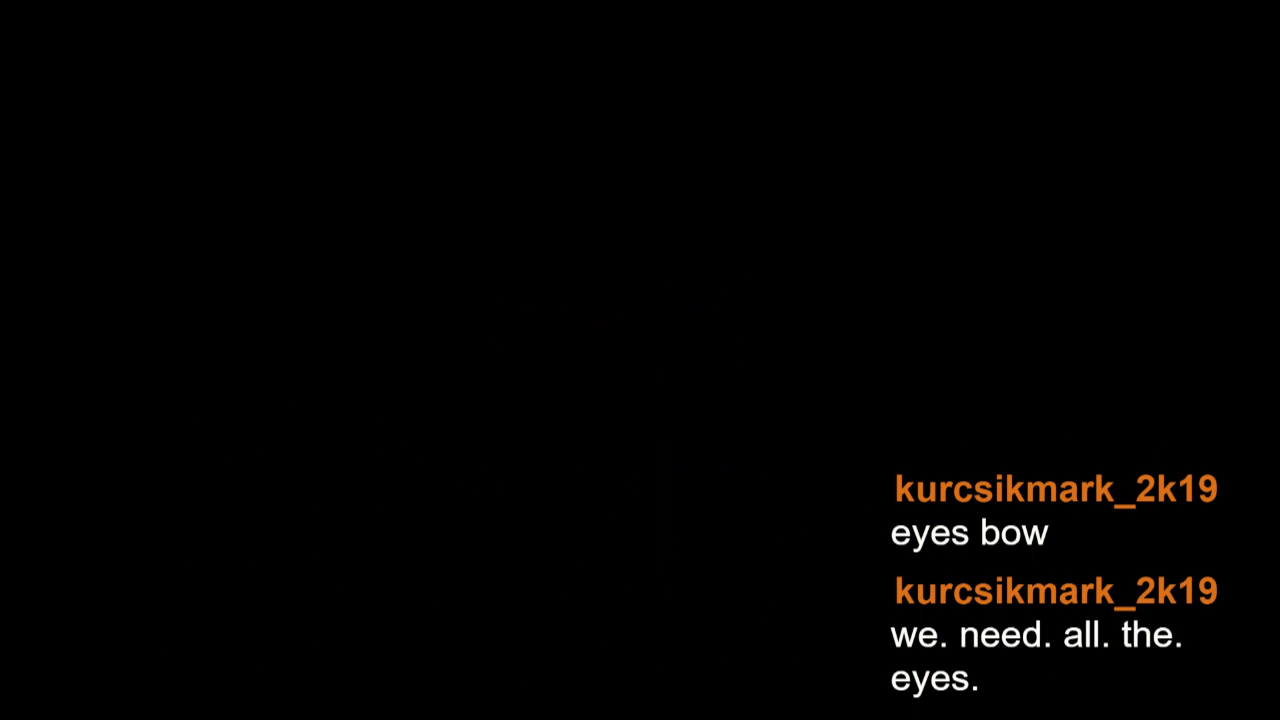 kurcsikmark_2k19
eyes bow
kurcsikmark_2k19
we. need. all. the.
eyes.